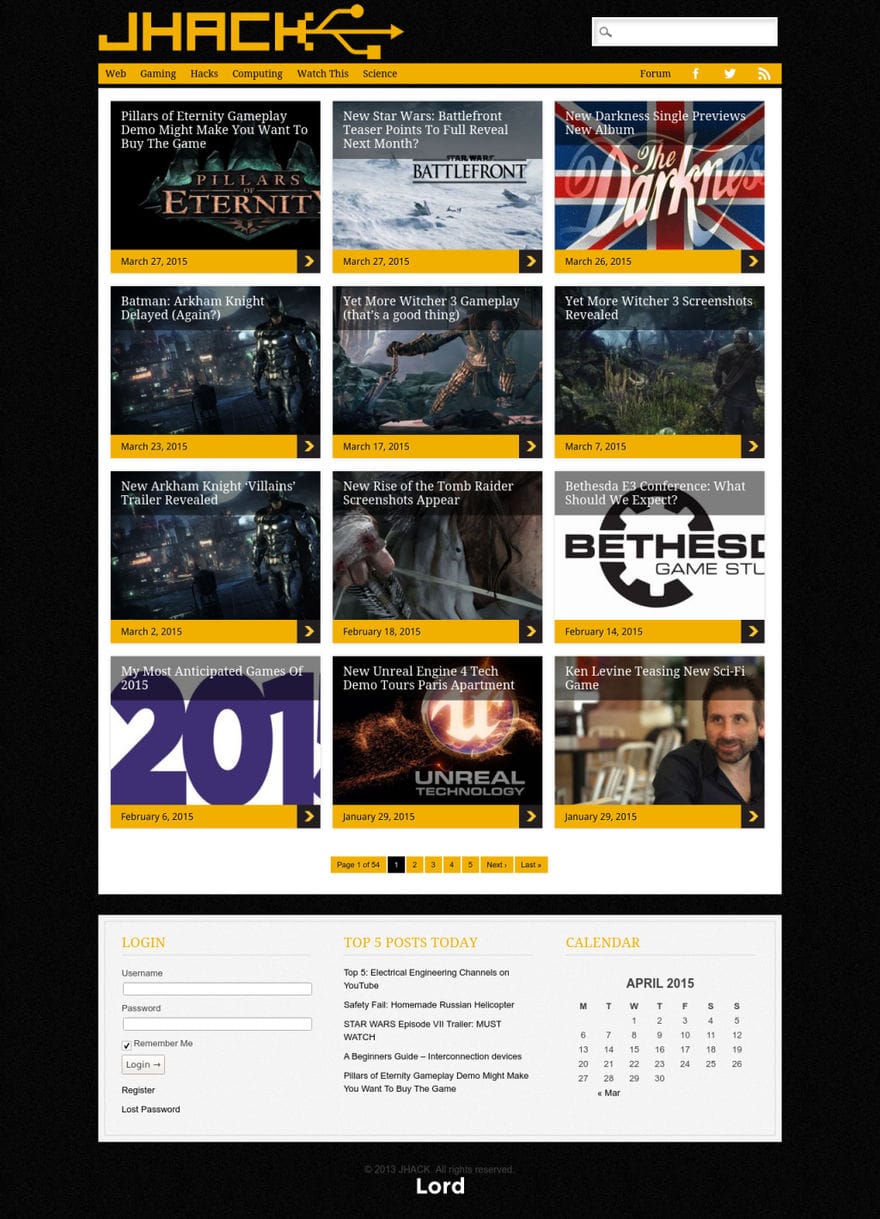 JHACK
Web Gaming Hacks Computing Watch This Science Forum
Pillars of Eternity Gameplay
Demo Might Make You Want To
Buy The Game
PILLARS
OF
ETERNITY
March 27, 2015
New Star Wars: Battlefront
Teaser Points To Full Reveal
Next Month?
STAR WARS
BATTLEFRONT
March 27, 2015
New Darkness Single Previews
New Album
The
Darkness
March 26, 2015
Batman: Arkham Knight
Delayed (Again?)
March 23, 2015
Yet More Witcher 3 Gameplay
(that's a good thing)
March 17, 2015
Yet More Witcher 3 Screenshots
Revealed
March 7, 2015
New Arkham Knight ‘Villains’
Trailer Revealed
March 2, 2015
New Rise of the Tomb Raider
Screenshots Appear
February 18, 2015
Bethesda E3 Conference: What
Should We Expect?
BETHESD
GAME STU
February 14, 2015
My Most Anticipated Games Of
2015
2015
February 6, 2015
New Unreal Engine 4 Tech
Demo Tours Paris Apartment
UNREAL
TECHNOLOGY
January 29, 2015
Ken Levine Teasing New Sci-Fi
Game
January 29, 2015
Page 1 of 54 1 2 3 4 5 Next › Last »
LOGIN
Username
Password
Remember Me
Login →
Register
Lost Password
TOP 5 POSTS TODAY
Top 5: Electrical Engineering Channels on
YouTube
Safety Fail: Homemade Russian Helicopter
STAR WARS Episode VII Trailer: MUST
WATCH
A Beginners Guide – Interconnection devices
Pillars of Eternity Gameplay Demo Might Make
You Want To Buy The Game
CALENDAR
APRIL 2015
M T W T F S S
1 2 3 4 5
6 7 8 9 10 11 12
13 14 15 16 17 18 19
20 21 22 23 24 25 26
27 28 29 30
« Mar
© 2013 JHACK. All rights reserved.
Lord